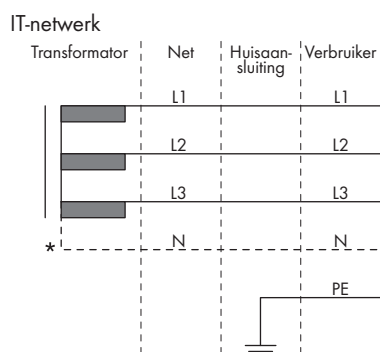 IT-netwerk
Transformator Net Huisaan- Verbruiker
sluiting
L1 L1
L2 L2
L3 L3
* N N
PE